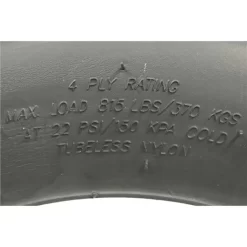 4 PLY RATING
MAX. LOAD 815 LBS/370 KGS
AT 22 PSI/150 KPA COLD
TUBELESS NYLON